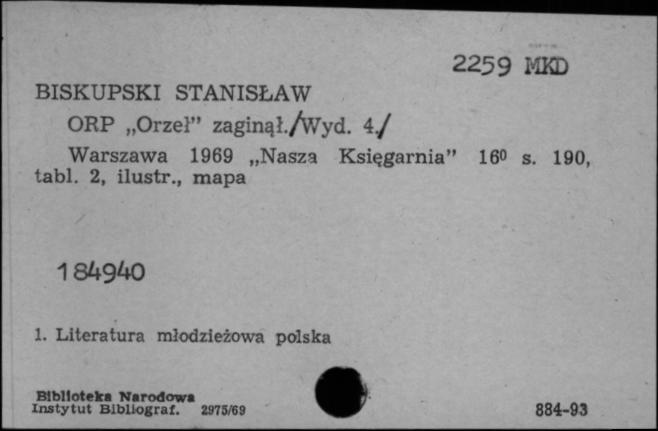 2259 MKD
BISKUPSKI STANISŁAW
ORP „Orzeł” zaginął./Wyd. 4./
Warszawa 1969 „Nasza Księgarnia” 16⁰ s. 190,
tabl. 2, ilustr., mapa
184940
1. Literatura młodzieżowa polska
Biblioteka Narodowa
Instytut Bibliograf. 2975/69
884-93